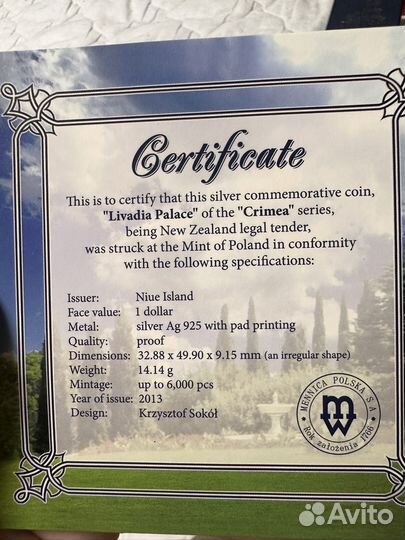 Certificate
This is to certify that this silver commemorative coin,
"Livadia Palace" of the "Crimea" series,
being New Zealand legal tender,
was struck at the Mint of Poland in conformity
with the following specifications:
Issuer: Niue Island
Face value: 1 dollar
Metal: silver Ag 925 with pad printing
Quality: proof
Dimensions: 32.88 x 49.90 x 9.15 mm (an irregular shape)
Weight: 14.14 g
Mintage: up to 6,000 pcs
Year of issue: 2013
Design: Krzysztof Sokół
MENNICA POLSKA S.A.
MW
Rok założenia 1766
Avito